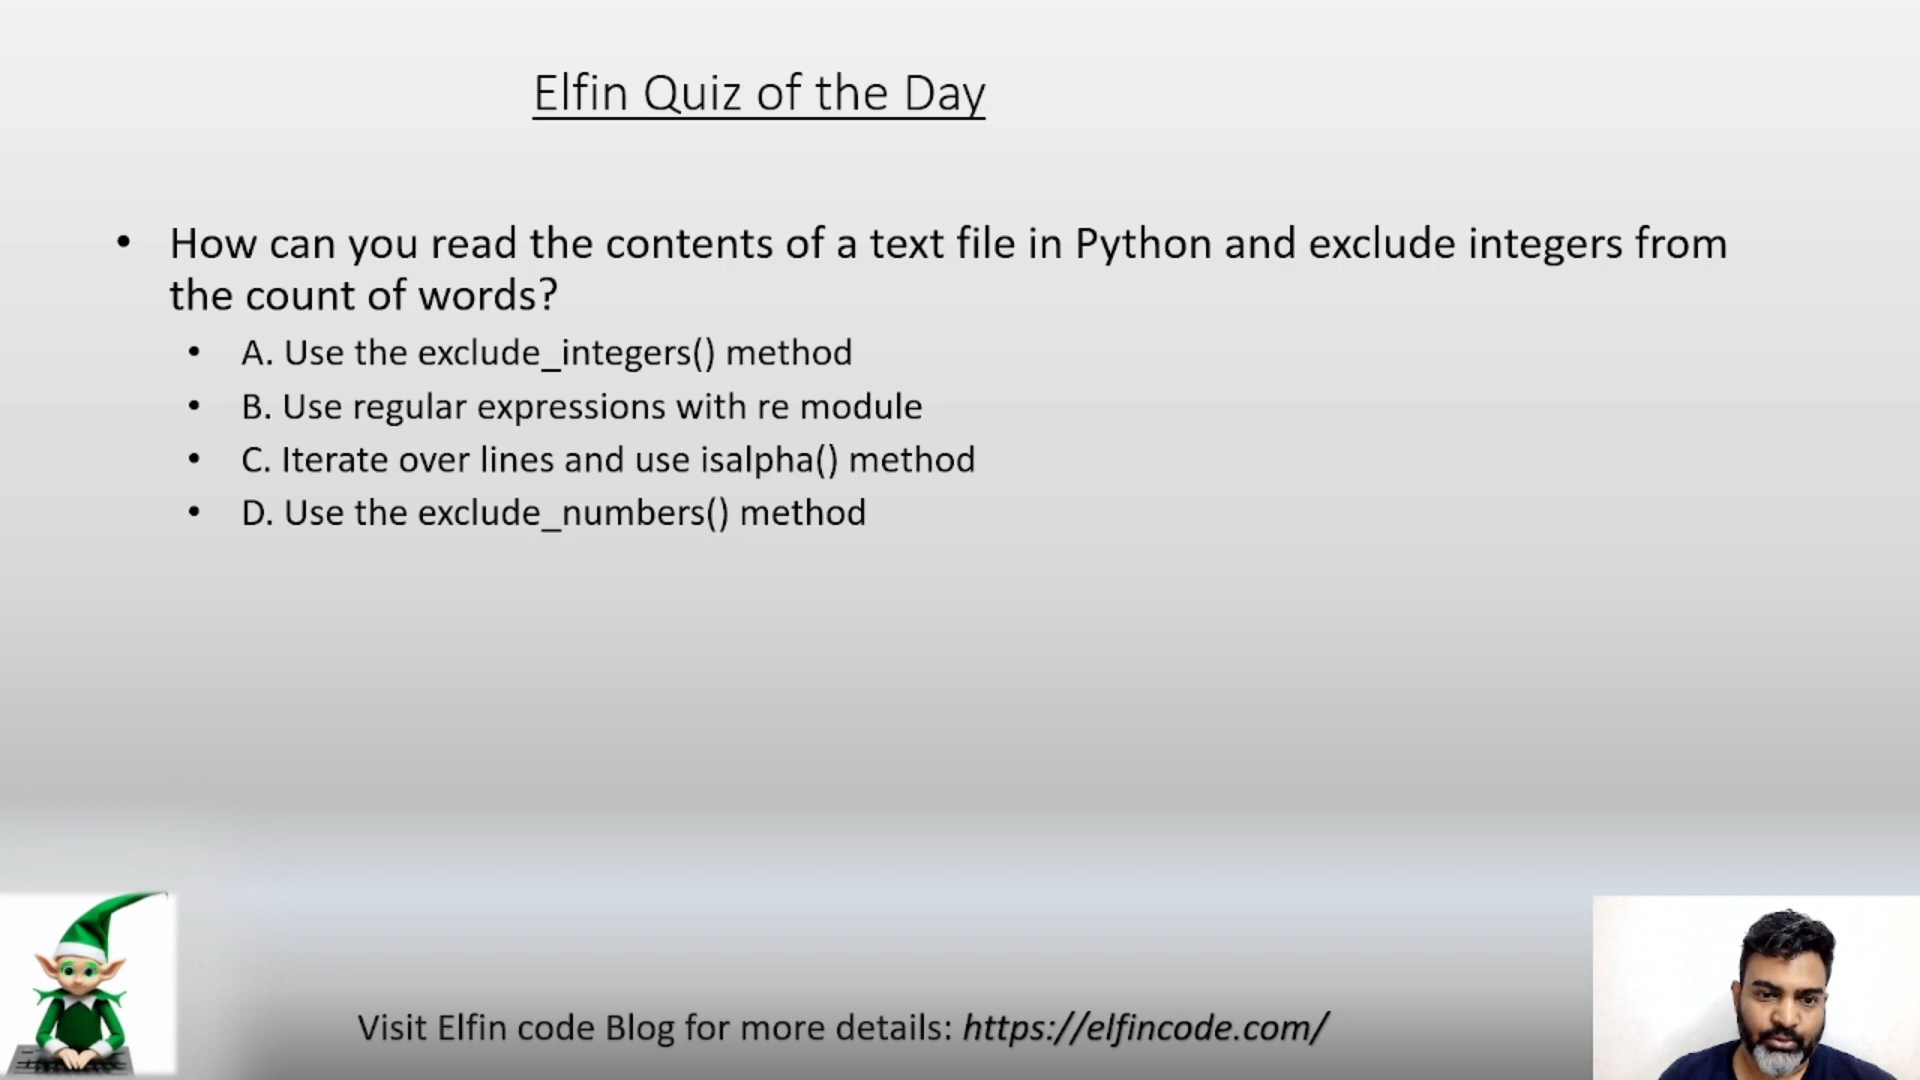 Elfin Quiz of the Day
• How can you read the contents of a text file in Python and exclude integers from
the count of words?
• A. Use the exclude_integers() method
• B. Use regular expressions with re module
• C. Iterate over lines and use isalpha() method
• D. Use the exclude_numbers() method
Visit Elfin code Blog for more details: https://elfincode.com/